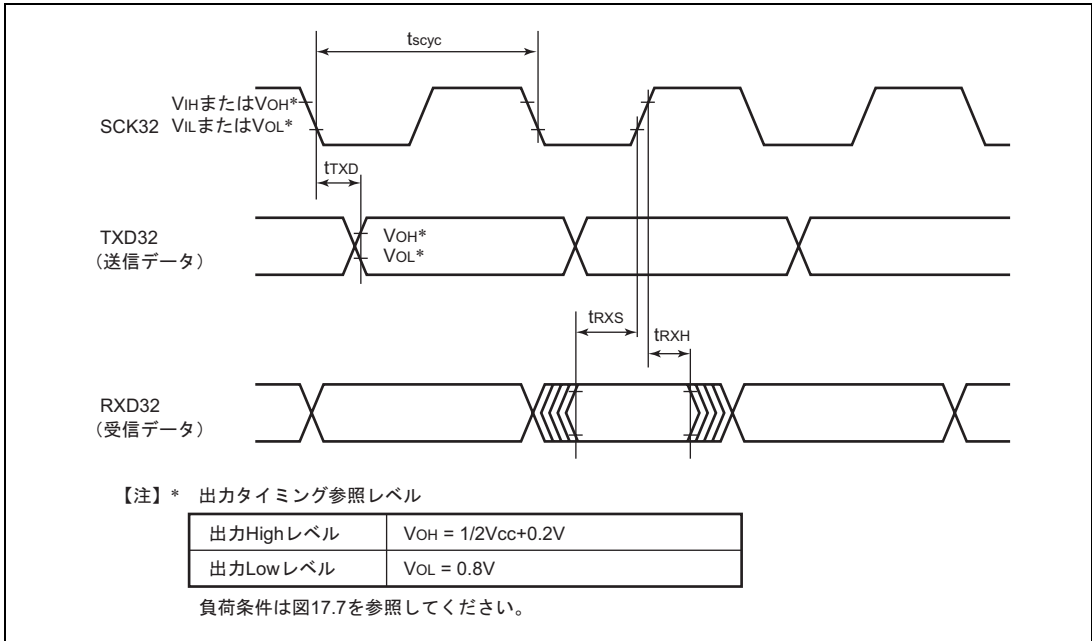 tscyc
VIHまたはVOH*
SCK32 VILまたはVOL*
tTXD
TXD32
（送信データ）
VOH*
VOL*
tRXS
tRXH
RXD32
（受信データ）
【注】* 出力タイミング参照レベル
出力Highレベル VOH = 1/2Vcc+0.2V
出力Lowレベル VOL = 0.8V
負荷条件は図17.7を参照してください。